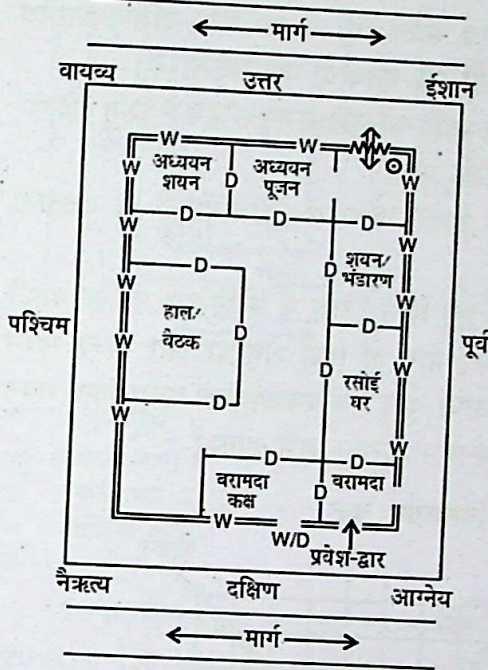 मार्ग
वायव्य उत्तर ईशान
W W
अध्ययन अध्ययन
शयन पूजन
W D W
D D D
W W
शयन/
भंडारण
D D
W W
हाल/
बैठक
पश्चिम D D पूर्व
W D W
रसोई
घर
W D W
D D
वरामदा वरामदा
कक्ष
W D
W/D
प्रवेश-द्वार
नैऋत्य दक्षिण आग्नेय
मार्ग